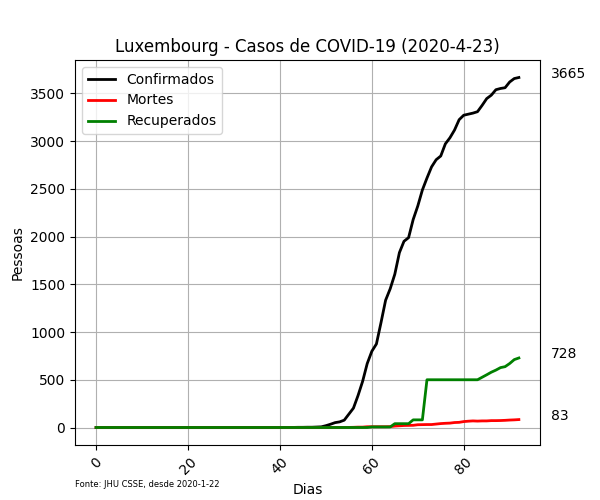 Luxembourg - Casos de COVID-19 (2020-4-23)
Confirmados
Mortes
Recuperados
3665
728
83
Pessoas
3500
3000
2500
2000
1500
1000
500
0
0
20
40
60
80
Dias
Fonte: JHU CSSE, desde 2020-1-22